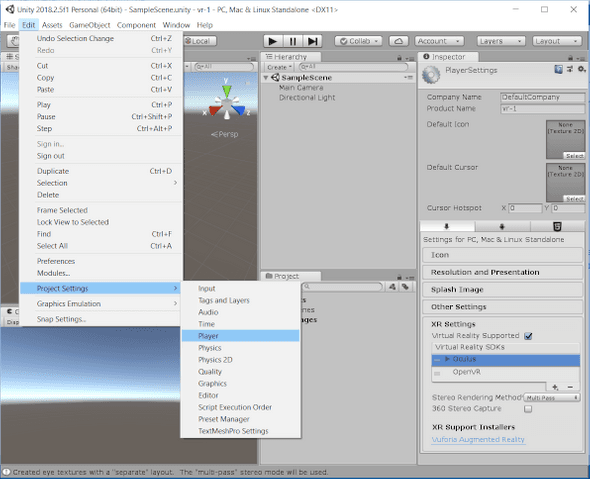 Unity 2018.2.5f1 Personal (64bit) - SampleScene.unity - vr-1 - PC, Mac & Linux Standalone <DX11>
File Edit Assets GameObject Component Window Help
Local
Collab
Account
Layers
Layout
Undo Selection Change Ctrl+Z
Redo Ctrl+Y
Cut Ctrl+X
Copy Ctrl+C
Paste Ctrl+V
Play Ctrl+P
Pause Ctrl+Shift+P
Step Ctrl+Alt+P
Sign in...
Sign out
Duplicate Ctrl+D
Selection
Delete
Frame Selected
Lock View to Selected
Find Ctrl+F
Select All Ctrl+A
Preferences
Modules...
Project Settings
Graphics Emulation
Snap Settings...
Input
Tags and Layers
Audio
Time
Player
Physics
Physics 2D
Quality
Graphics
Editor
Script Execution Order
Preset Manager
TextMeshPro Settings
All
Persp
Hierarchy
Create All
SampleScene
Main Camera
Directional Light
Project
Inspector
PlayerSettings
Company Name DefaultCompany
Product Name vr-1
Default Icon
None
(Texture 2D)
Select
Default Cursor
None
(Texture 2D)
Select
Cursor Hotspot X 0 Y 0
Settings for PC, Mac & Linux Standalone
Icon
Resolution and Presentation
Splash Image
Other Settings
XR Settings
Virtual Reality Supported
Virtual Reality SDKs
Oculus
OpenVR
+ −
Stereo Rendering Method* Multi Pass
360 Stereo Capture
XR Support Installers
Vuforia Augmented Reality
Created eye textures with a "separate" layout. The "multi-pass" stereo mode will be used.